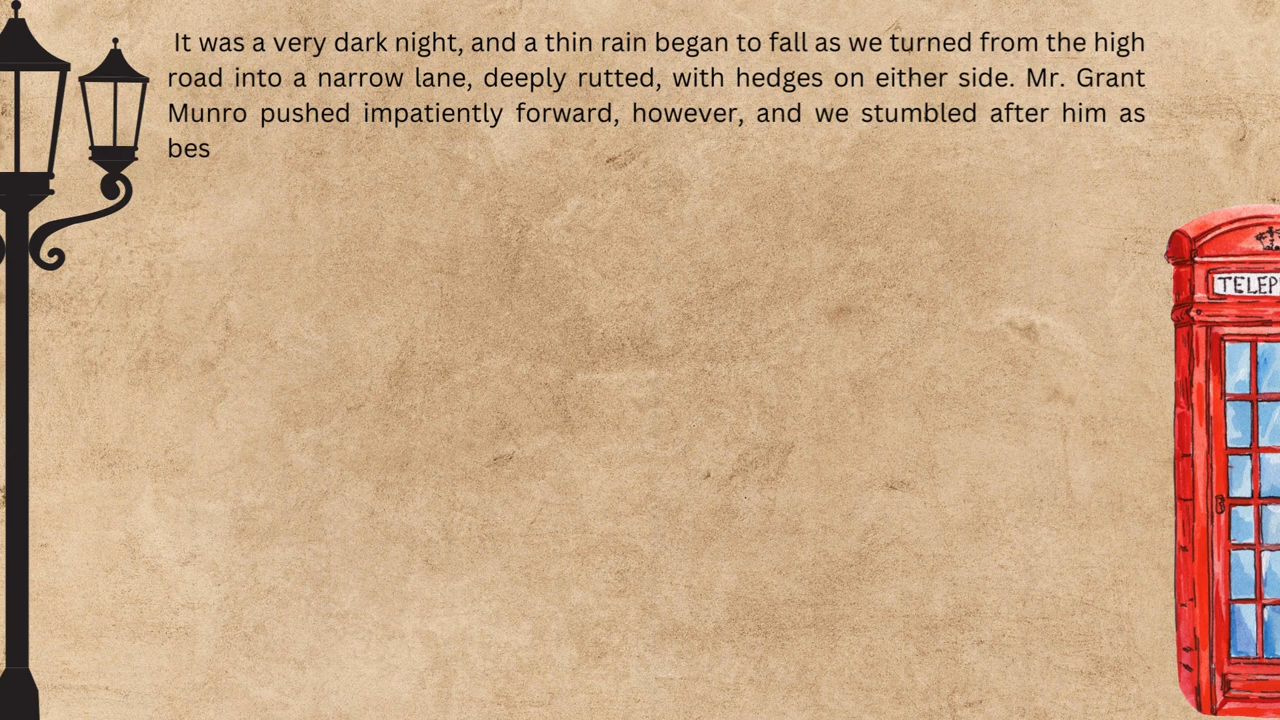 It was a very dark night, and a thin rain began to fall as we turned from the high
road into a narrow lane, deeply rutted, with hedges on either side. Mr. Grant
Munro pushed impatiently forward, however, and we stumbled after him as
bes
TELEP